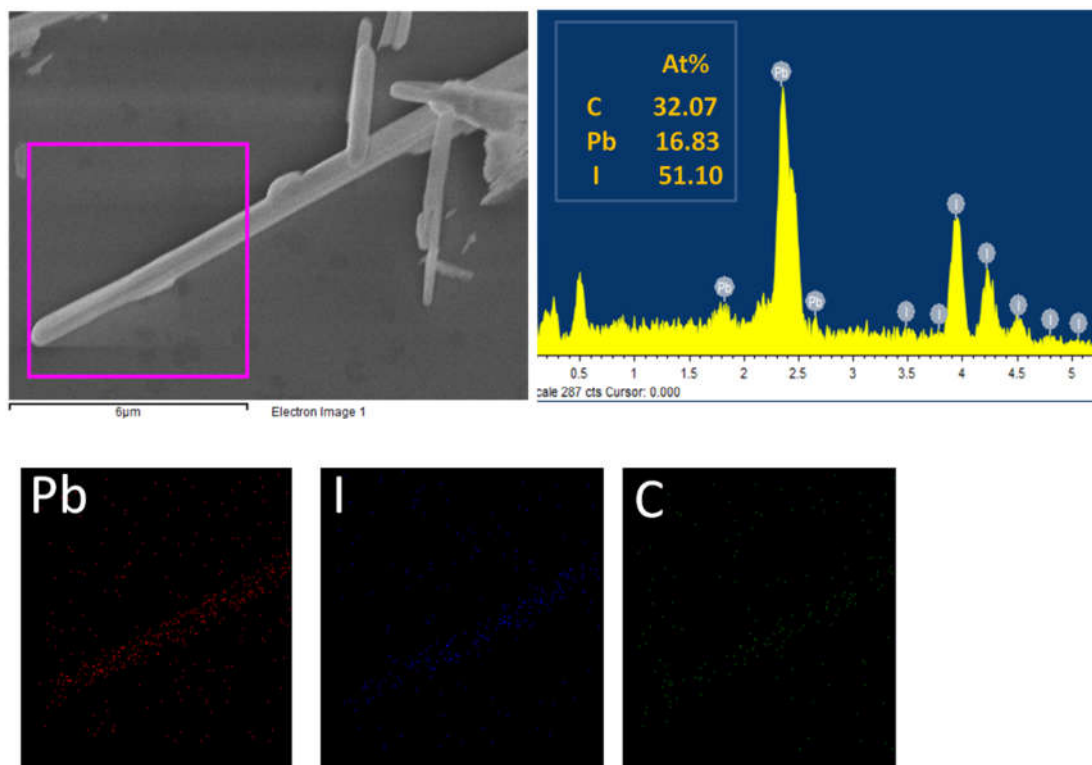 6μm
Electron Image 1
At%
C 32.07
Pb 16.83
I 51.10
Pb
Pb
Pb
I
I
I
I
I
I
I
0.5 1 1.5 2 2.5 3 3.5 4 4.5 5
cale 287 cts Cursor: 0.000
Pb
I
C